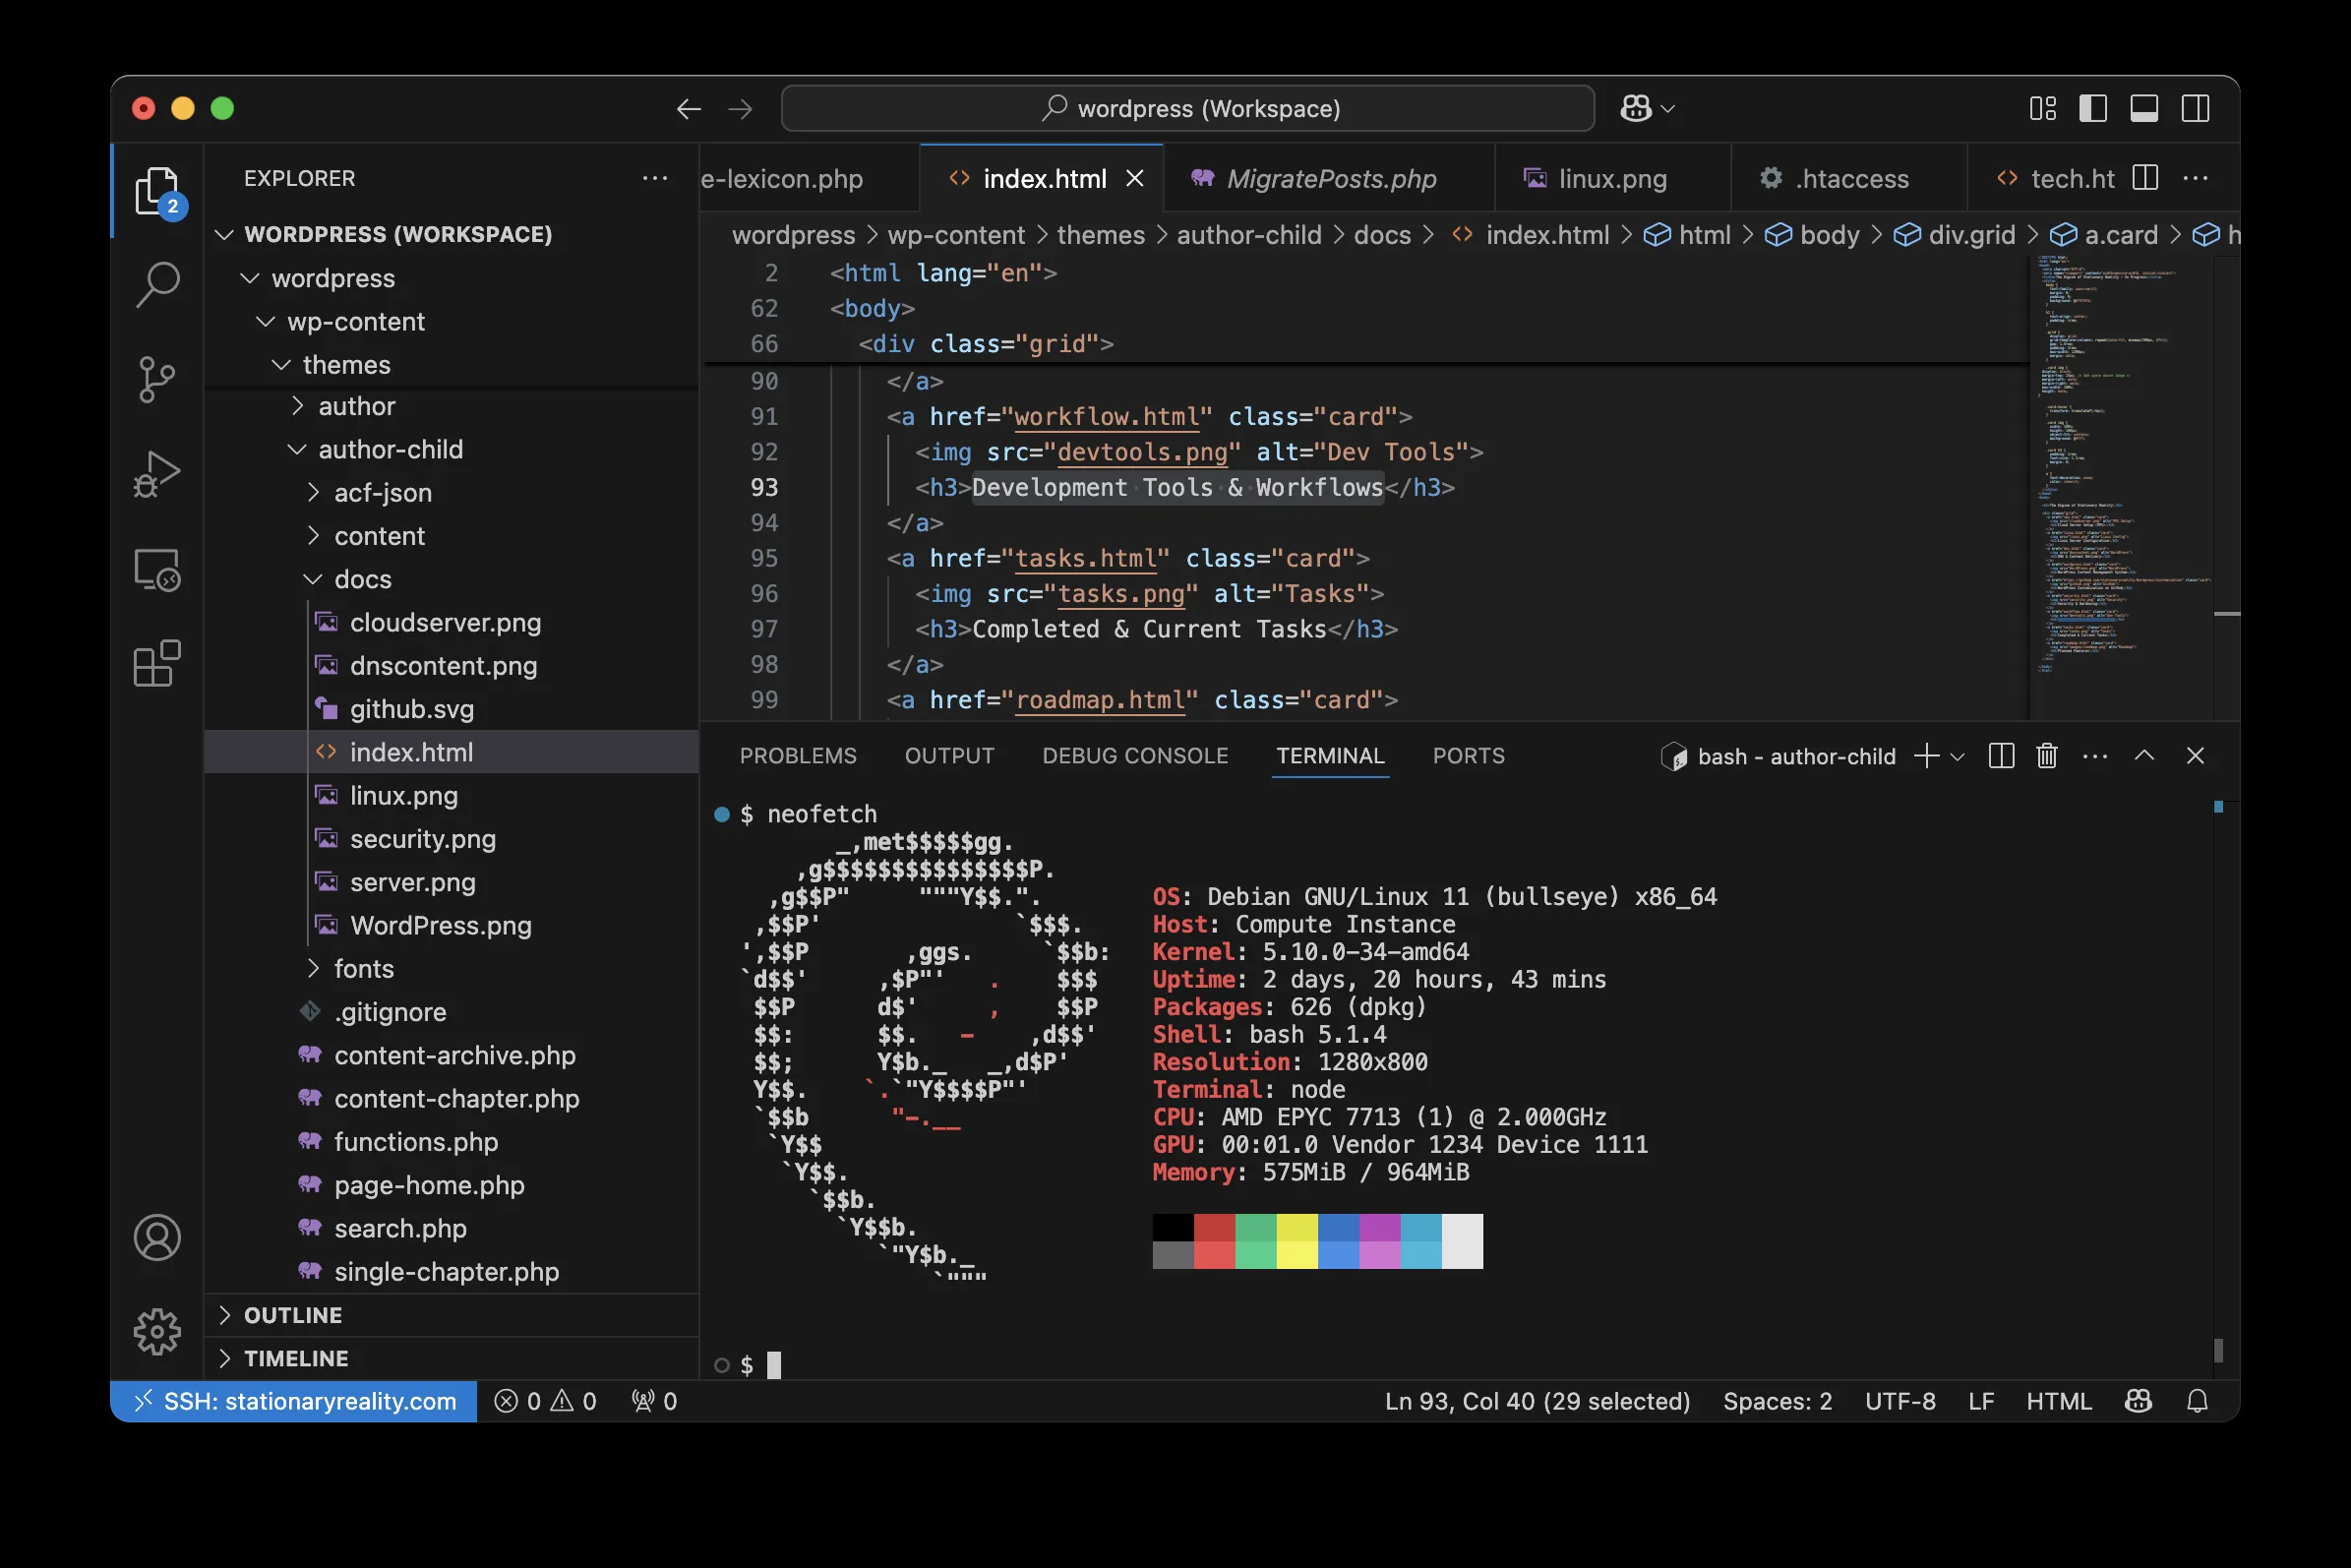 wordpress (Workspace)
EXPLORER
2
WORDPRESS (WORKSPACE)
wordpress
wp-content
themes
author
author-child
acf-json
content
docs
cloudserver.png
dnscontent.png
github.svg
index.html
linux.png
security.png
server.png
WordPress.png
fonts
.gitignore
content-archive.php
content-chapter.php
functions.php
page-home.php
search.php
single-chapter.php
OUTLINE
TIMELINE
e-lexicon.php index.html MigratePosts.php linux.png .htaccess tech.ht
wordpress > wp-content > themes > author-child > docs > index.html > html > body > div.grid > a.card > h
2 <html lang="en">
62 <body>
66 <div class="grid">
90 </a>
91 <a href="workflow.html" class="card">
92 <img src="devtools.png" alt="Dev Tools">
93 <h3>Development·Tools·&·Workflows</h3>
94 </a>
95 <a href="tasks.html" class="card">
96 <img src="tasks.png" alt="Tasks">
97 <h3>Completed & Current Tasks</h3>
98 </a>
99 <a href="roadmap.html" class="card">
PROBLEMS OUTPUT DEBUG CONSOLE TERMINAL PORTS bash - author-child
$ neofetch
       _,met$$$$$gg.
    ,g$$$$$$$$$$$$$$$P.
  ,g$$P"     """Y$$.".        OS: Debian GNU/Linux 11 (bullseye) x86_64
 ,$$P'              `$$$.     Host: Compute Instance
',$$P       ,ggs.     `$$b:   Kernel: 5.10.0-34-amd64
`d$$'     ,$P"'   .    $$$    Uptime: 2 days, 20 hours, 43 mins
 $$P      d$'     ,    $$P    Packages: 626 (dpkg)
 $$:      $$.   -    ,d$$'    Shell: bash 5.1.4
 $$;      Y$b._   _,d$P'      Resolution: 1280x800
 Y$$.    `.`"Y$$$$P"'         Terminal: node
 `$$b      "-.__              CPU: AMD EPYC 7713 (1) @ 2.000GHz
  `Y$$                        GPU: 00:01.0 Vendor 1234 Device 1111
   `Y$$.                      Memory: 575MiB / 964MiB
     `$$b.
       `Y$$b.
          `"Y$b._
              `"""
$
SSH: stationaryreality.com 0 0 0 Ln 93, Col 40 (29 selected) Spaces: 2 UTF-8 LF HTML